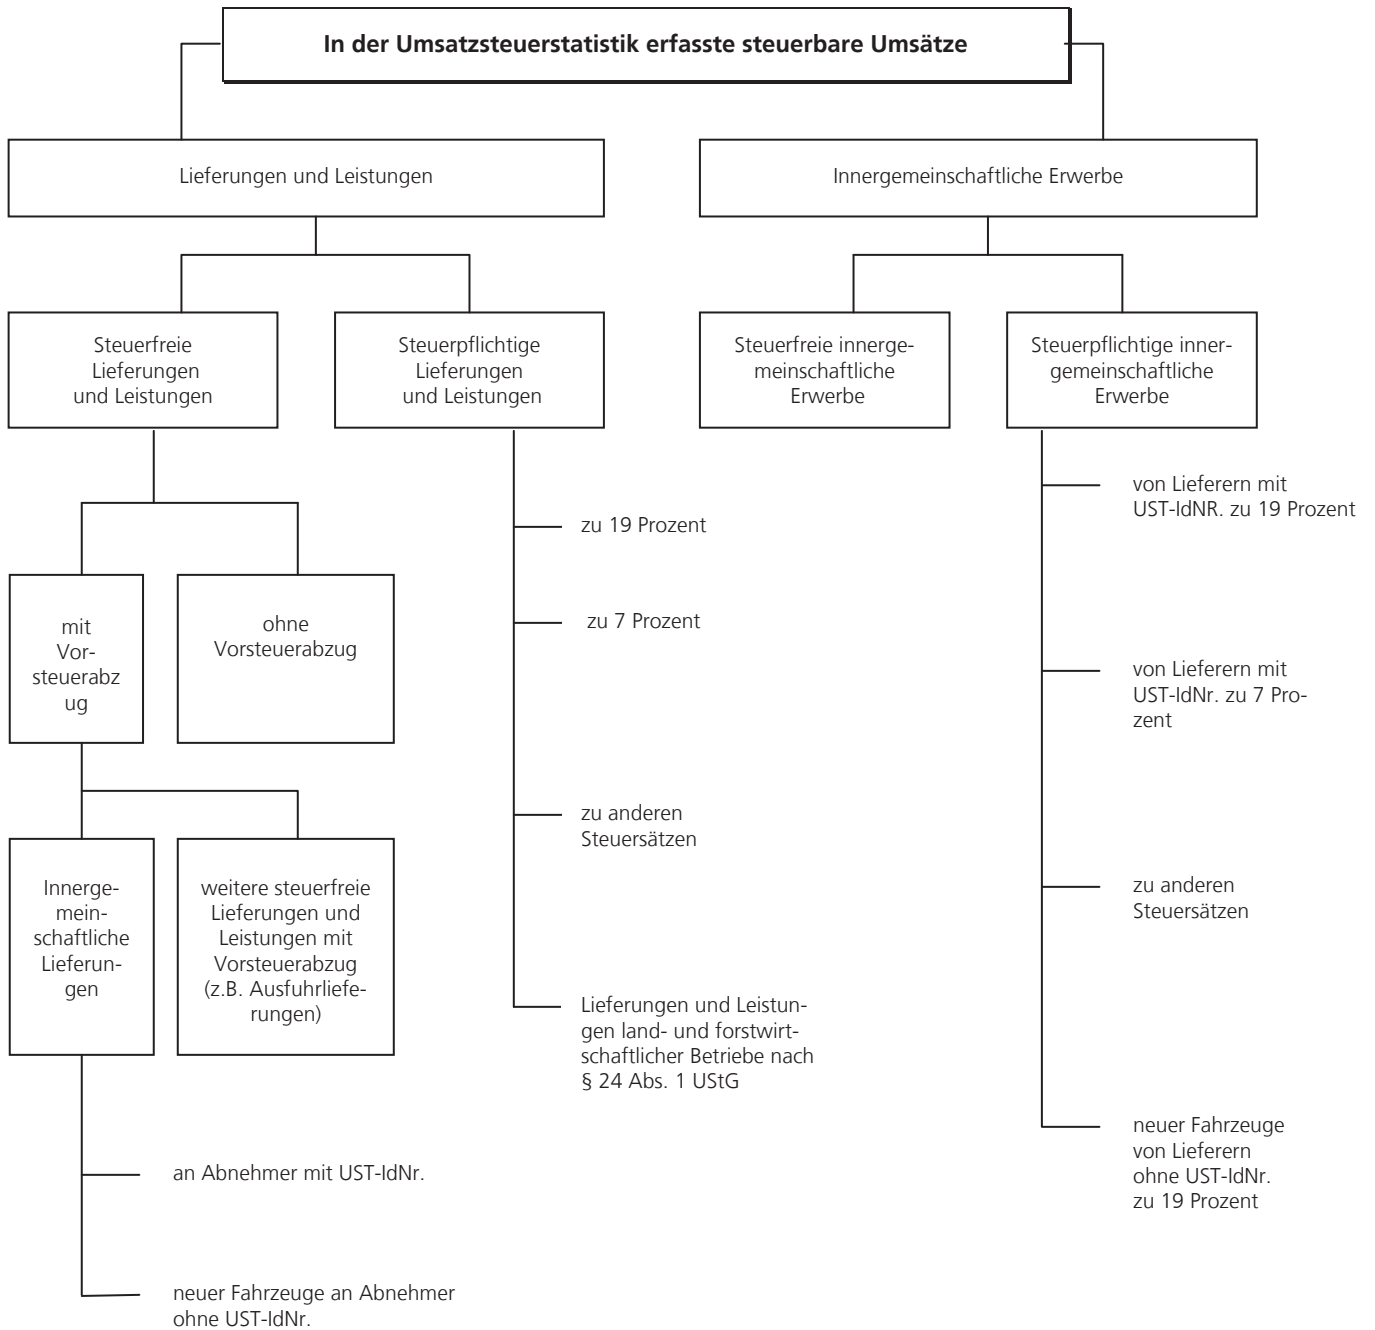 In der Umsatzsteuerstatistik erfasste steuerbare Umsätze
Lieferungen und Leistungen
Innergemeinschaftliche Erwerbe
Steuerfreie
Lieferungen
und Leistungen
Steuerpflichtige
Lieferungen
und Leistungen
Steuerfreie innerge-
meinschaftliche
Erwerbe
Steuerpflichtige inner-
gemeinschaftliche
Erwerbe
mit
Vor-
steuerabz
ug
ohne
Vorsteuerabzug
Innerge-
mein-
schaftliche
Lieferun-
gen
weitere steuerfreie
Lieferungen und
Leistungen mit
Vorsteuerabzug
(z.B. Ausfuhrliefe-
rungen)
an Abnehmer mit UST-IdNr.
neuer Fahrzeuge an Abnehmer
ohne UST-IdNr.
zu 19 Prozent
zu 7 Prozent
zu anderen
Steuersätzen
Lieferungen und Leistun-
gen land- und forstwirt-
schaftlicher Betriebe nach
§ 24 Abs. 1 UStG
von Lieferern mit
UST-IdNR. zu 19 Prozent
von Lieferern mit
UST-IdNr. zu 7 Pro-
zent
zu anderen
Steuersätzen
neuer Fahrzeuge
von Lieferern
ohne UST-IdNr.
zu 19 Prozent